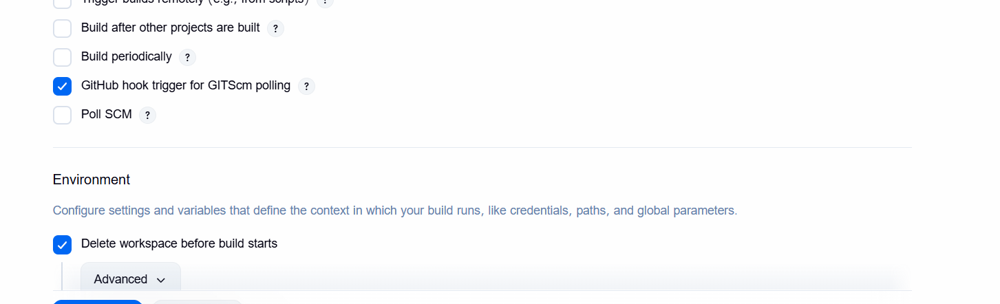 Trigger builds remotely (e.g., from scripts) ?
Build after other projects are built ?
Build periodically ?
GitHub hook trigger for GITScm polling ?
Poll SCM ?
Environment
Configure settings and variables that define the context in which your build runs, like credentials, paths, and global parameters.
Delete workspace before build starts
Advanced